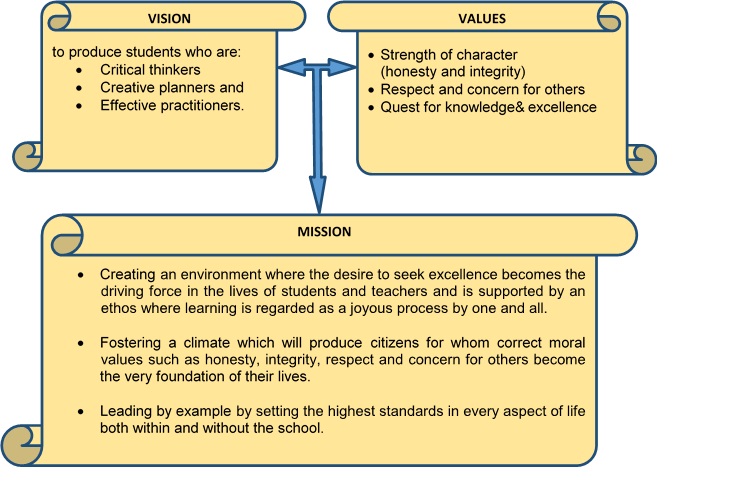 VISION
to produce students who are:
• Critical thinkers
• Creative planners and
• Effective practitioners.
VALUES
• Strength of character
(honesty and integrity)
• Respect and concern for others
• Quest for knowledge& excellence
MISSION
• Creating an environment where the desire to seek excellence becomes the
driving force in the lives of students and teachers and is supported by an
ethos where learning is regarded as a joyous process by one and all.
• Fostering a climate which will produce citizens for whom correct moral
values such as honesty, integrity, respect and concern for others become
the very foundation of their lives.
• Leading by example by setting the highest standards in every aspect of life
both within and without the school.